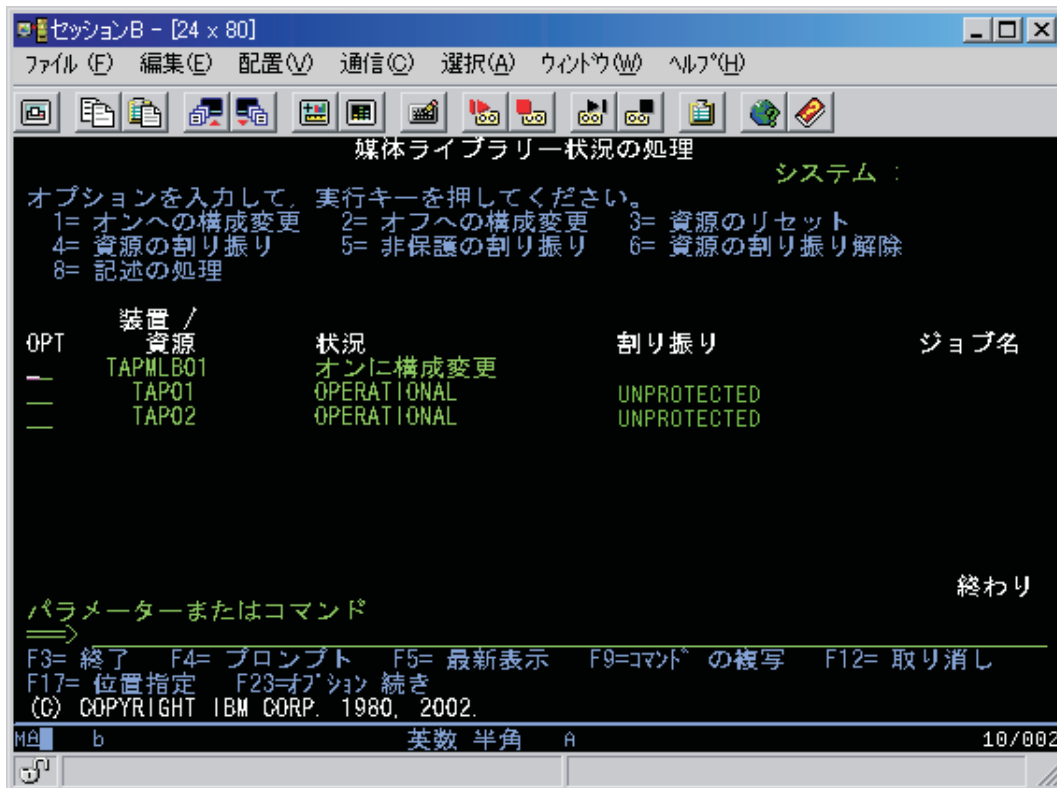 セッションB - [24 x 80]
ファイル(F) 編集(E) 配置(V) 通信(C) 選択(A) ウィンドウ(W) ヘルプ(H)
媒体ライブラリー状況の処理
システム :
オプションを入力して, 実行キーを押してください。
1= オンへの構成変更 2= オフへの構成変更 3= 資源のリセット
4= 資源の割り振り 5= 非保護の割り振り 6= 資源の割り振り解除
8= 記述の処理
装置 /
OPT 資源 状況 割り振り ジョブ名
TAPMLB01 オンに構成変更
TAP01 OPERATIONAL UNPROTECTED
TAP02 OPERATIONAL UNPROTECTED
終わり
パラメーターまたはコマンド
===>
F3= 終了 F4= プロンプト F5= 最新表示 F9=コマンド の複写 F12= 取り消し
F17= 位置指定 F23=オプション 続き
(C) COPYRIGHT IBM CORP. 1980, 2002.
MA b 英数 半角 A 10/002